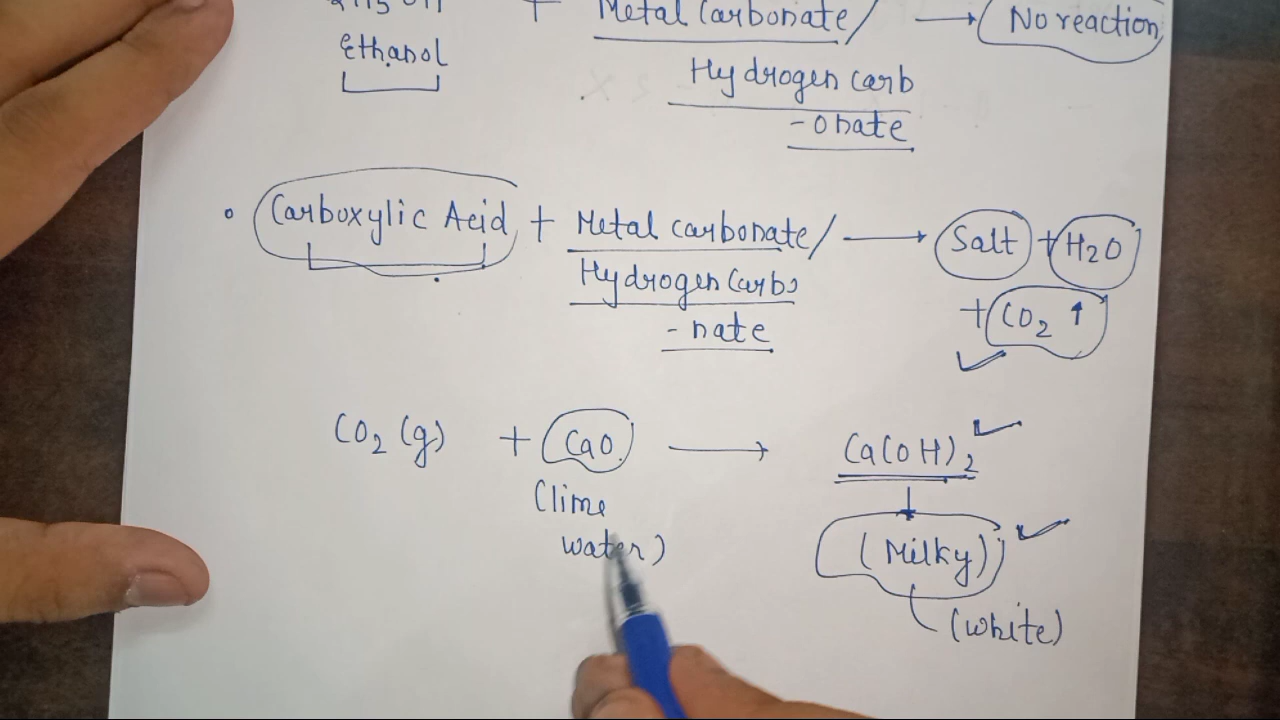 + Metal Carbonate/ → No reaction
Ethanol
Hydrogen carb
- onate
• Carboxylic Acid + Metal carbonate/ → Salt + H2O
Hydrogen Carbo
- nate
+ CO2 ↑
CO2 (g) + CaO → Ca(OH)2
(lime
water)
(Milky)
(white)